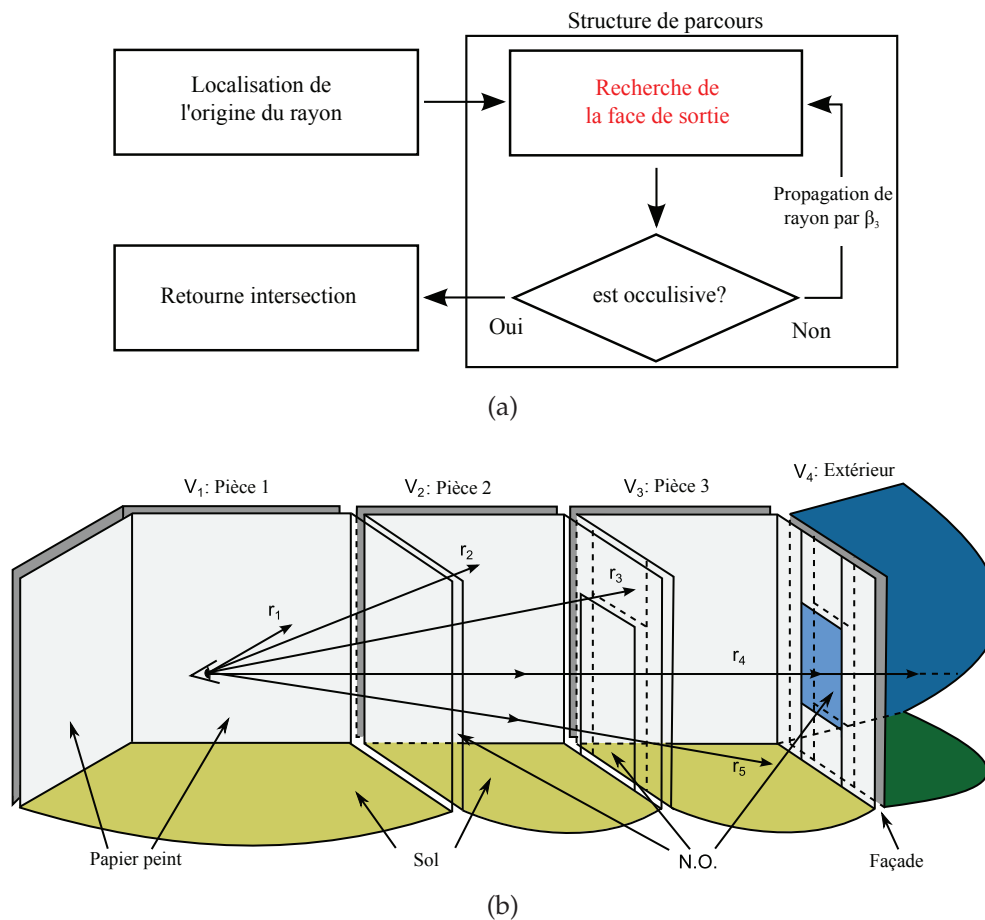 Structure de parcours
Localisation de
l'origine du rayon
Recherche de
la face de sortie
Propagation de
rayon par β₃
Retourne intersection
est occulisive?
Oui
Non
(a)
V₁: Pièce 1
V₂: Pièce 2
V₃: Pièce 3
V₄: Extérieur
r₁
r₂
r₃
r₄
r₅
Papier peint
Sol
N.O.
Façade
(b)